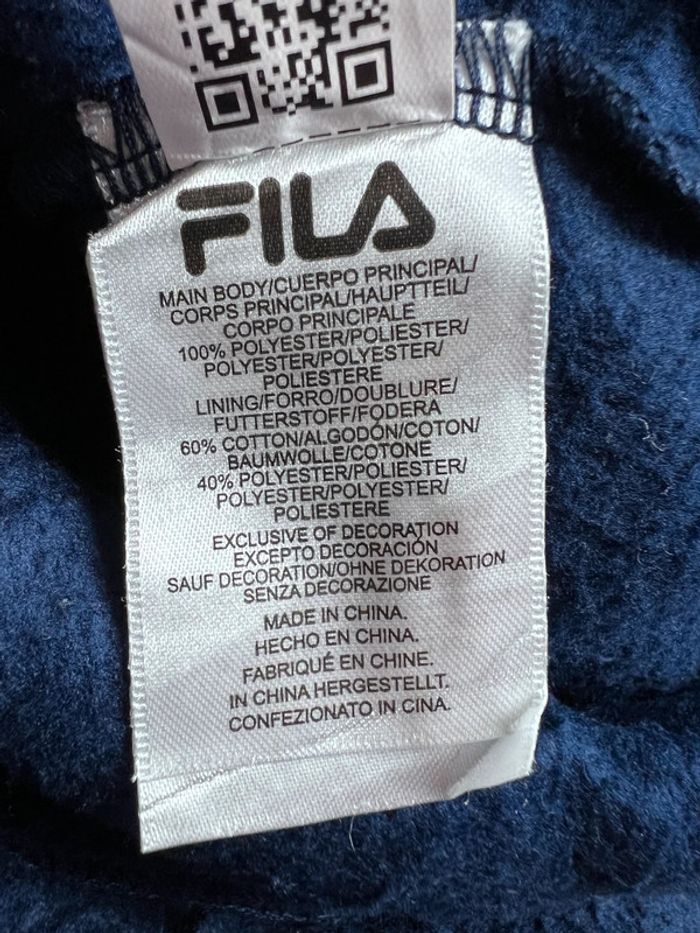 FILA
MAIN BODY/CUERPO PRINCIPAL/
CORPS PRINCIPAL/HAUPTTEIL/
CORPO PRINCIPALE
100% POLYESTER/POLIESTER/
POLYESTER/POLYESTER/
POLIESTERE
LINING/FORRO/DOUBLURE/
FUTTERSTOFF/FODERA
60% COTTON/ALGODÓN/COTON/
BAUMWOLLE/COTONE
40% POLYESTER/POLIESTER/
POLYESTER/POLYESTER/
POLIESTERE
EXCLUSIVE OF DECORATION
EXCEPTO DECORACIÓN
SAUF DECORATION/OHNE DEKORATION
SENZA DECORAZIONE
MADE IN CHINA.
HECHO EN CHINA.
FABRIQUÉ EN CHINE.
IN CHINA HERGESTELLT.
CONFEZIONATO IN CINA.